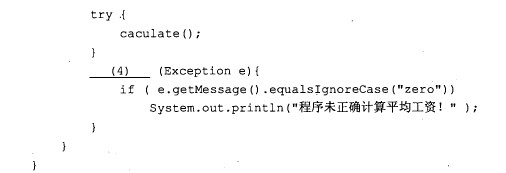 try {
caculate();
}
(4) (Exception e){
if ( e.getMessage().equalsIgnoreCase("zero"))
System.out.println("程序未正确计算平均工资！" );
}
}
}